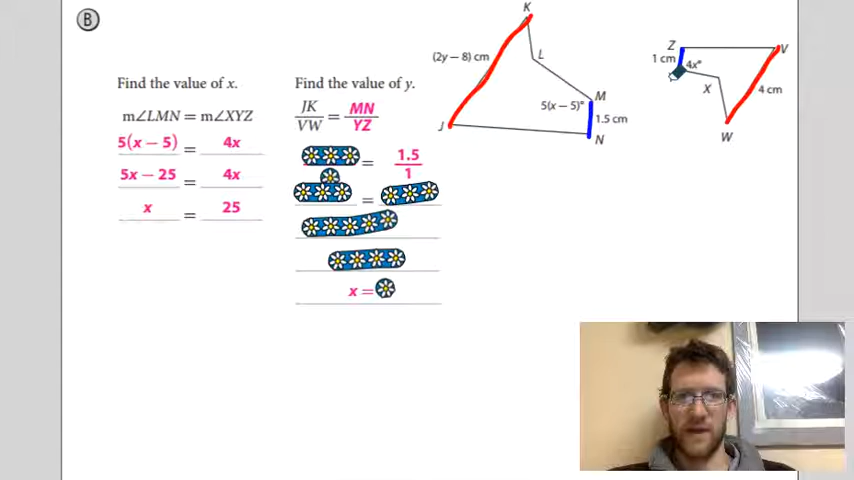 B
Find the value of x.
m∠LMN = m∠XYZ
5(x – 5) = 4x
5x – 25 = 4x
x = 25
Find the value of y.
JK/VW = MN/YZ
= 1.5/1
=
x =
K
(2y – 8) cm
L
5(x – 5)°
M
1.5 cm
J
N
Z
V
1 cm
4x°
X
4 cm
W